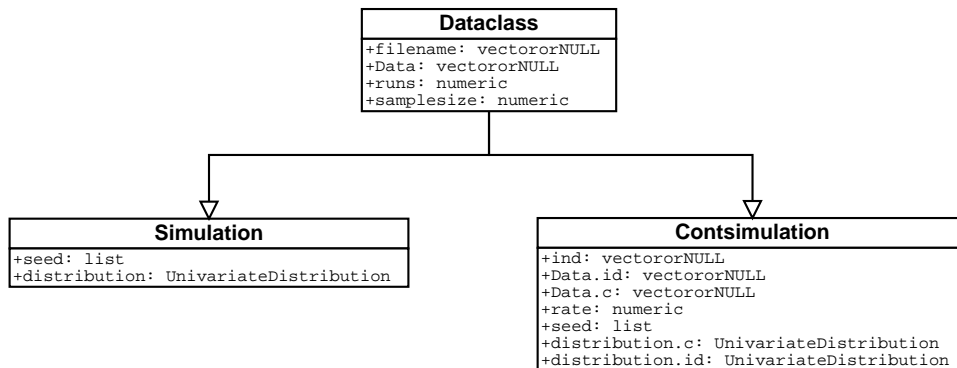 Dataclass
+filename: vectororNULL
+Data: vectororNULL
+runs: numeric
+samplesize: numeric
Simulation
+seed: list
+distribution: UnivariateDistribution
Contsimulation
+ind: vectororNULL
+Data.id: vectororNULL
+Data.c: vectororNULL
+rate: numeric
+seed: list
+distribution.c: UnivariateDistribution
+distribution.id: UnivariateDistribution